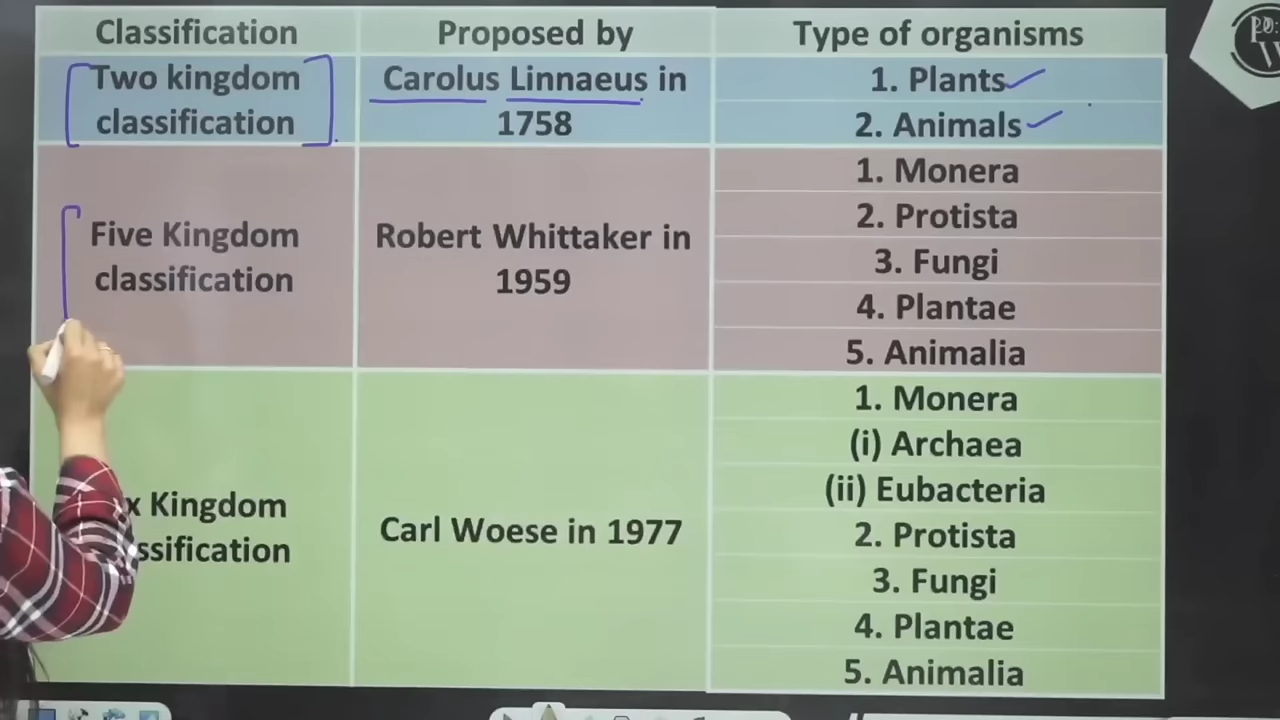 Classification
Proposed by
Type of organisms
Two kingdom
classification
Carolus Linnaeus in
1758
1. Plants
2. Animals
Five Kingdom
classification
Robert Whittaker in
1959
1. Monera
2. Protista
3. Fungi
4. Plantae
5. Animalia
x Kingdom
ssification
Carl Woese in 1977
1. Monera
(i) Archaea
(ii) Eubacteria
2. Protista
3. Fungi
4. Plantae
5. Animalia